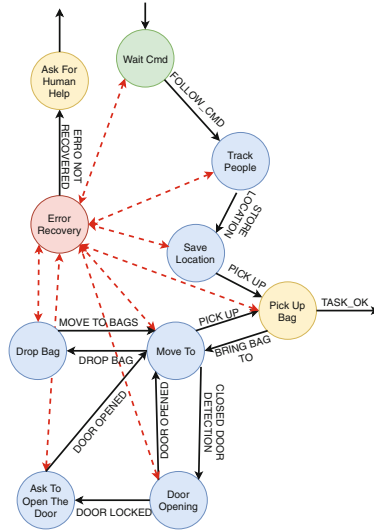 Wait Cmd
Ask For
Human
Help
FOLLOW_CMD
ERRO NOT
RECOVERED
Track
People
STORE
LOCATION
Error
Recovery
Save
Location
PICK UP
Pick Up
Bag
TASK_OK
MOVE TO BAGS
PICK UP
Drop Bag
DROP BAG
Move To
BRING BAG
TO
DOOR OPENED
DOOR OPENED
CLOSED DOOR
DETECTION
Ask To
Open The
Door
DOOR LOCKED
Door
Opening